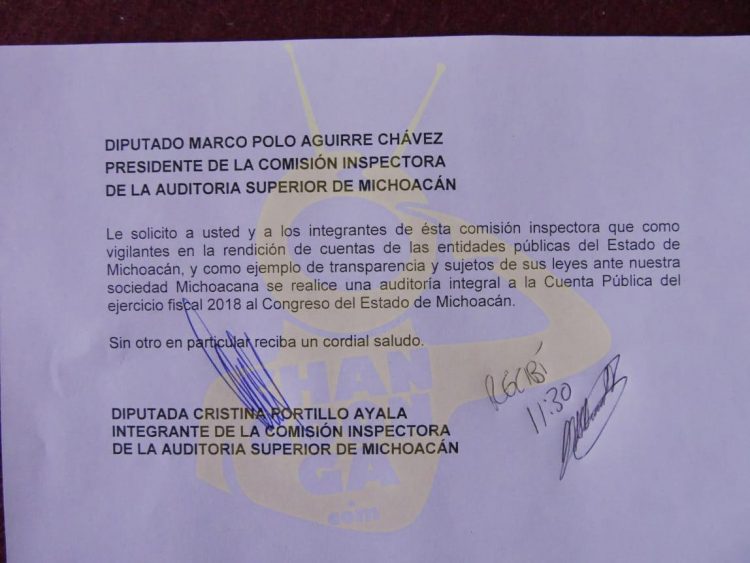 DIPUTADO MARCO POLO AGUIRRE CHÁVEZ
PRESIDENTE DE LA COMISIÓN INSPECTORA
DE LA AUDITORIA SUPERIOR DE MICHOACÁN
Le solicito a usted y a los integrantes de ésta comisión inspectora que como
vigilantes en la rendición de cuentas de las entidades públicas del Estado de
Michoacán, y como ejemplo de transparencia y sujetos de sus leyes ante nuestra
sociedad Michoacana se realice una auditoría integral a la Cuenta Pública del
ejercicio fiscal 2018 al Congreso del Estado de Michoacán.
Sin otro en particular reciba un cordial saludo.
RECIBÍ
11:30
DIPUTADA CRISTINA PORTILLO AYALA
INTEGRANTE DE LA COMISIÓN INSPECTORA
DE LA AUDITORIA SUPERIOR DE MICHOACÁN
CHAN
GA
.com